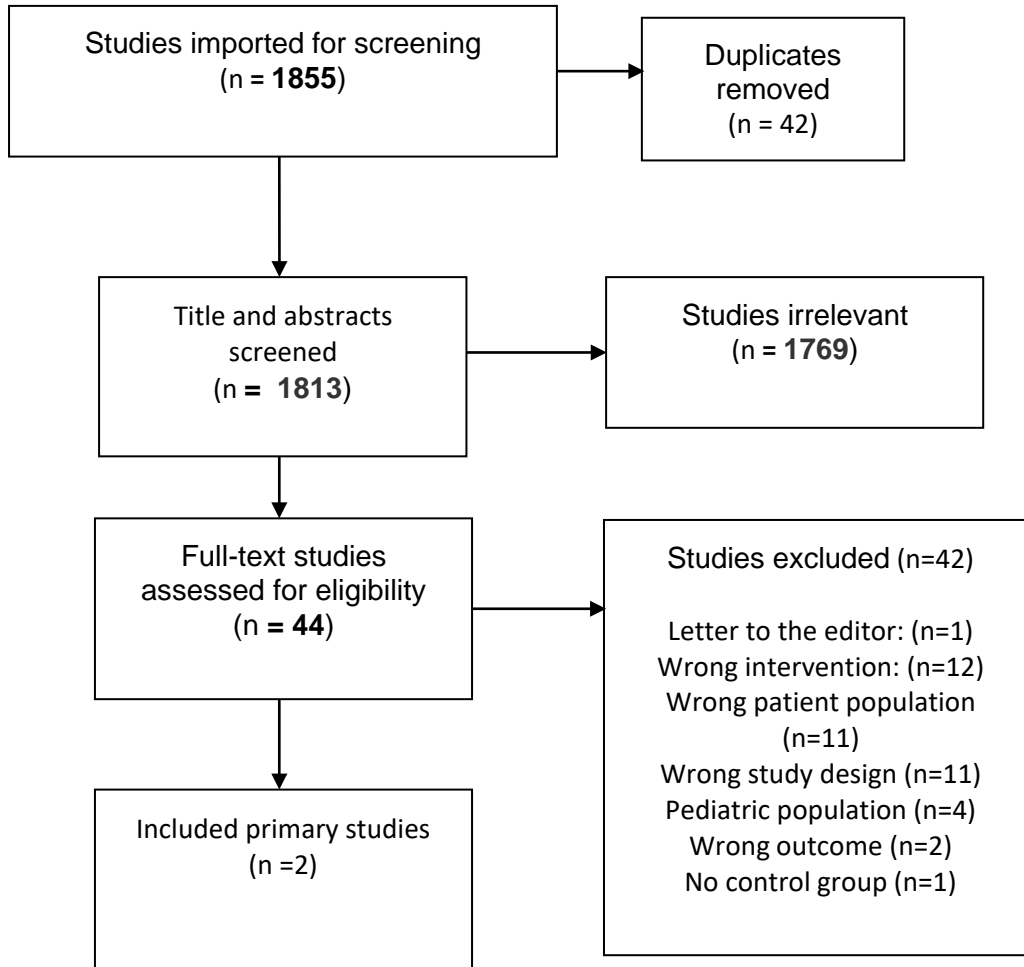 Studies imported for screening
(n = 1855)
Duplicates
removed
(n = 42)
Title and abstracts
screened
(n = 1813)
Studies irrelevant
(n = 1769)
Full-text studies
assessed for eligibility
(n = 44)
Studies excluded (n=42)
Letter to the editor: (n=1)
Wrong intervention: (n=12)
Wrong patient population
(n=11)
Wrong study design (n=11)
Pediatric population (n=4)
Wrong outcome (n=2)
No control group (n=1)
Included primary studies
(n =2)